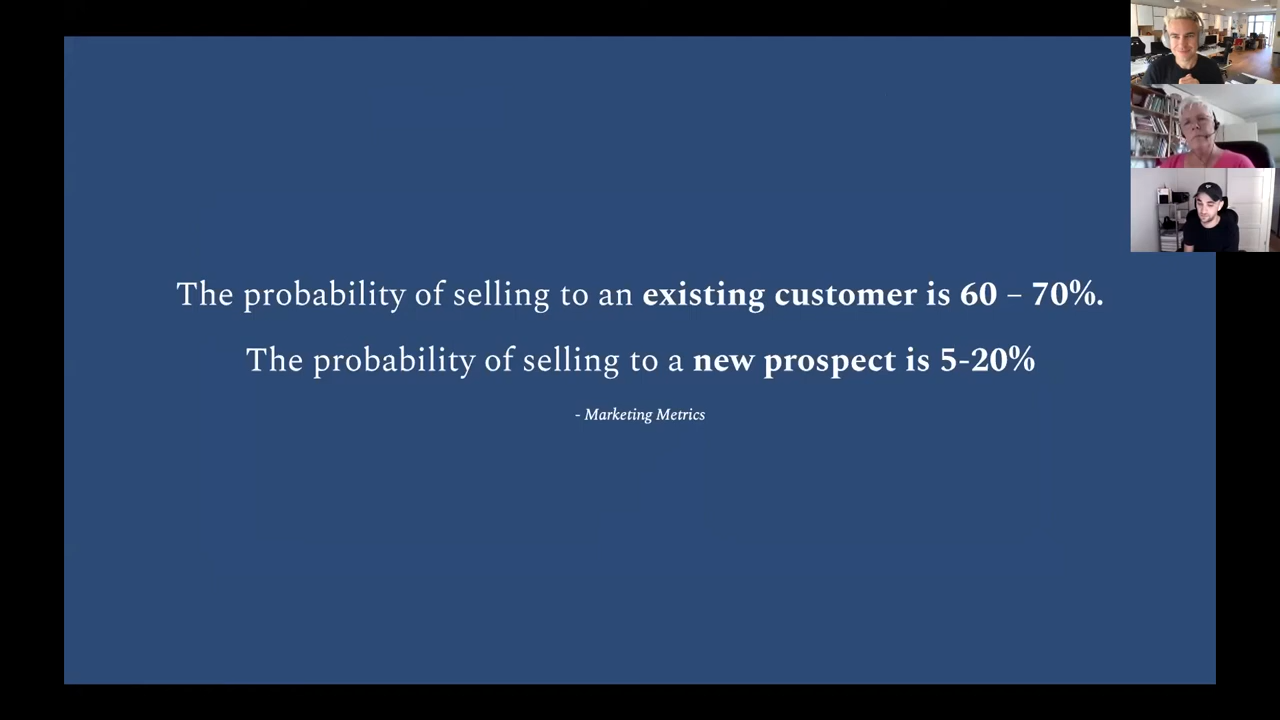 The probability of selling to an existing customer is 60 – 70%.
The probability of selling to a new prospect is 5-20%
- Marketing Metrics